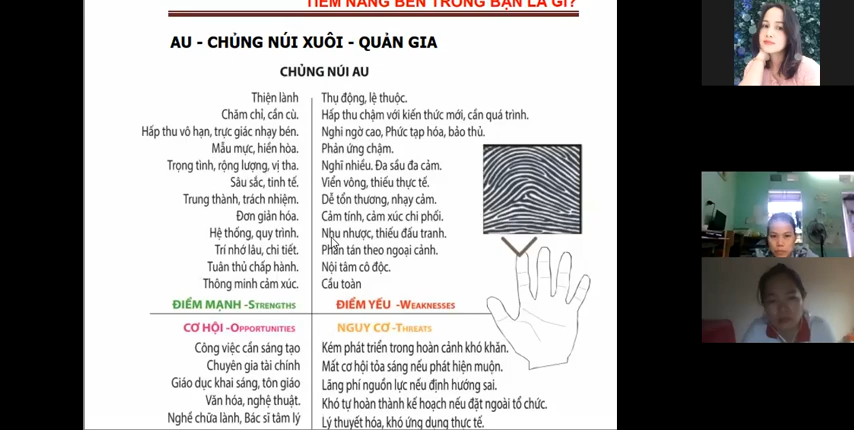 TIỀM NĂNG BÊN TRONG BẠN LÀ GÌ?
AU - CHỦNG NÚI XUÔI - QUẢN GIA
CHỦNG NÚI AU
Thiện lành
Chăm chỉ, cần cù.
Hấp thu vô hạn, trực giác nhạy bén.
Mẫu mực, hiền hòa.
Trọng tình, rộng lượng, vị tha.
Sâu sắc, tinh tế.
Trung thành, trách nhiệm.
Đơn giản hóa.
Hệ thống, quy trình.
Trí nhớ lâu, chi tiết.
Tuân thủ chấp hành.
Thông minh cảm xúc.
ĐIỂM MẠNH -STRENGTHS
Thụ động, lệ thuộc.
Hấp thu chậm với kiến thức mới, cần quá trình.
Nghi ngờ cao, Phức tạp hóa, bảo thủ.
Phản ứng chậm.
Nghĩ nhiều. Đa sầu đa cảm.
Viển vông, thiếu thực tế.
Dễ tổn thương, nhạy cảm.
Cảm tính, cảm xúc chi phối.
Nhu nhược, thiếu đấu tranh.
Phân tán theo ngoại cảnh.
Nội tâm cô độc.
Cầu toàn
ĐIỂM YẾU -WEAKNESSES
CƠ HỘI -OPPORTUNITIES
Công việc cần sáng tạo
Chuyên gia tài chính
Giáo dục khai sáng, tôn giáo
Văn hóa, nghệ thuật.
Nghề chữa lành, Bác sĩ tâm lý
NGUY CƠ -THREATS
Kém phát triển trong hoàn cảnh khó khăn.
Mất cơ hội tỏa sáng nếu phát hiện muộn.
Lãng phí nguồn lực nếu định hướng sai.
Khó tự hoàn thành kế hoạch nếu đặt ngoài tổ chức.
Lý thuyết hóa, khó ứng dụng thực tế.